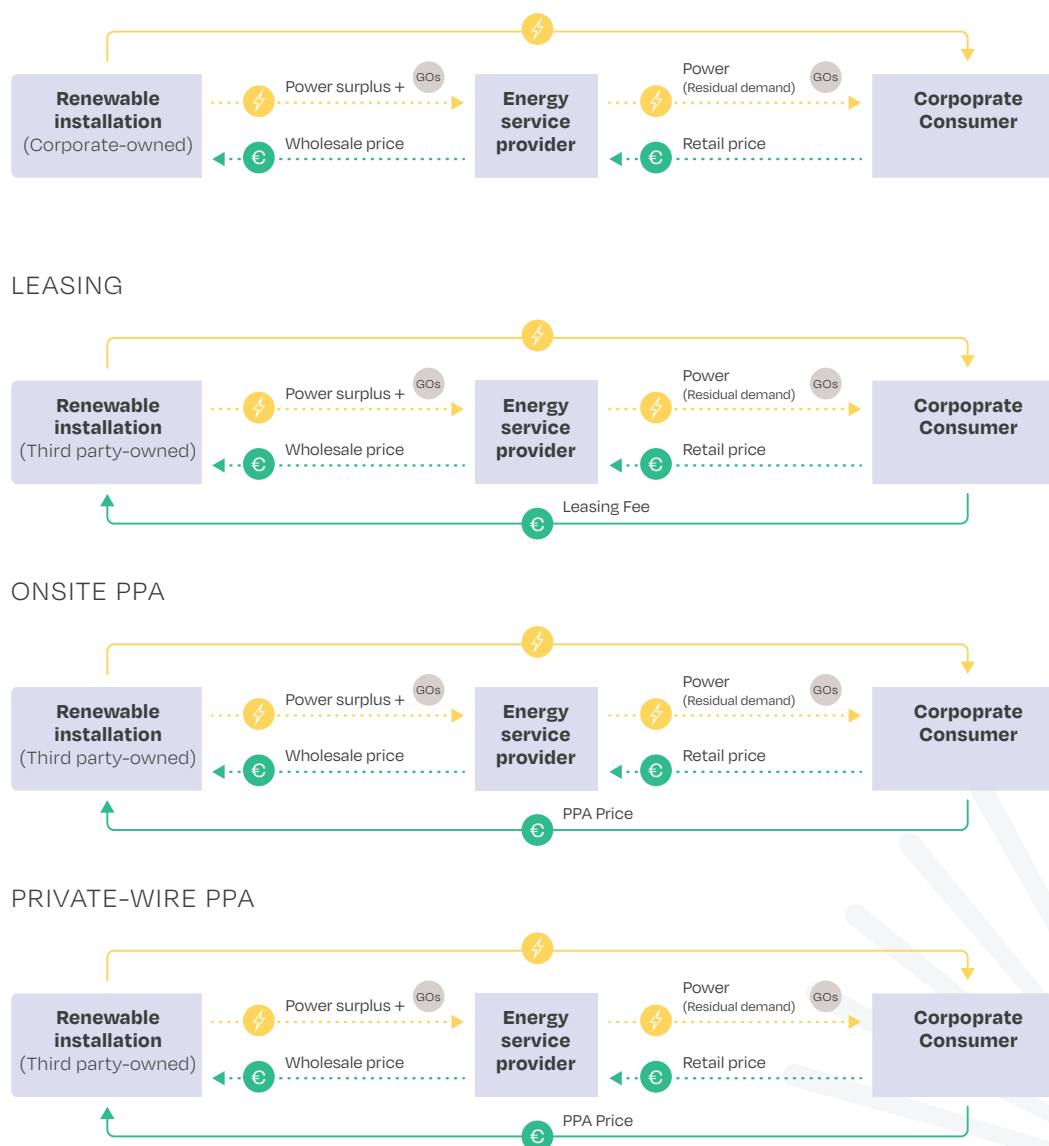 Power surplus +
GOs
Power
(Residual demand)
GOs
Renewable
installation
(Corporate-owned)
Energy
service
provider
Corpoprate
Consumer
Wholesale price
€
Retail price
€
LEASING
Power surplus +
GOs
Power
(Residual demand)
GOs
Renewable
installation
(Third party-owned)
Energy
service
provider
Corpoprate
Consumer
Wholesale price
€
Retail price
€
Leasing Fee
€
ONSITE PPA
Power surplus +
GOs
Power
(Residual demand)
GOs
Renewable
installation
(Third party-owned)
Energy
service
provider
Corpoprate
Consumer
Wholesale price
€
Retail price
€
PPA Price
€
PRIVATE-WIRE PPA
Power surplus +
GOs
Power
(Residual demand)
GOs
Renewable
installation
(Third party-owned)
Energy
service
provider
Corpoprate
Consumer
Wholesale price
€
Retail price
€
PPA Price
€